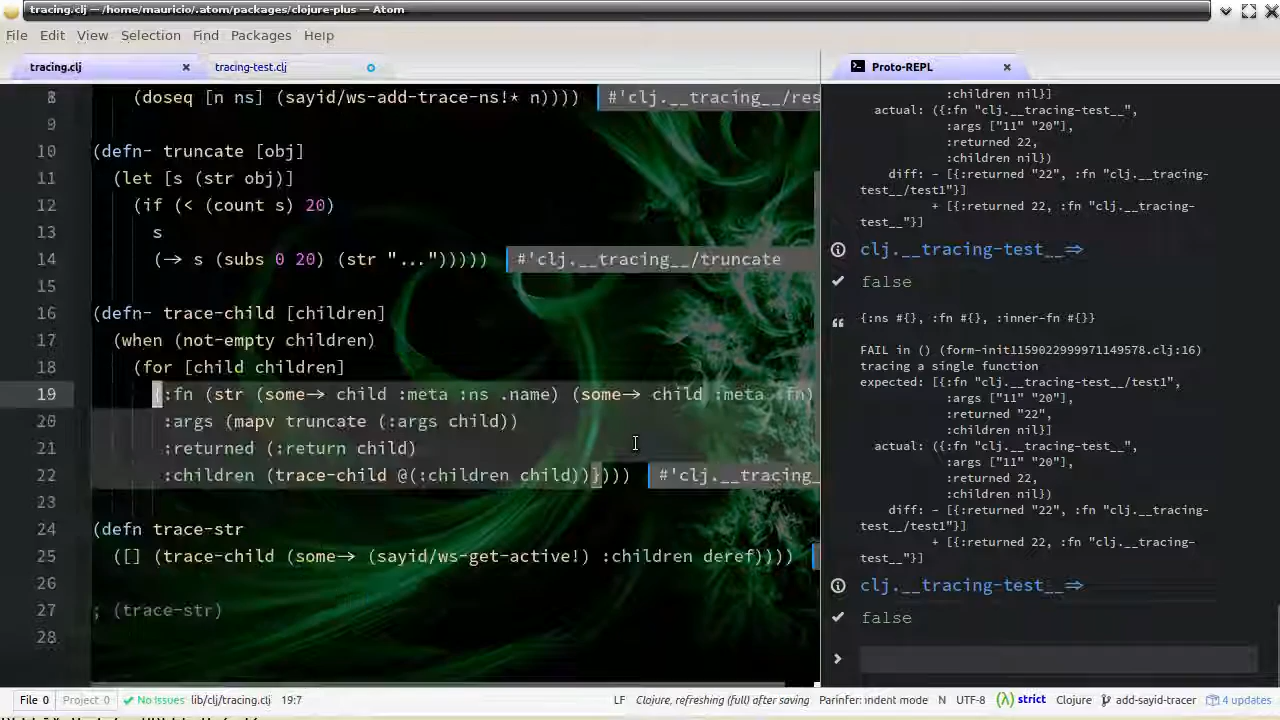 tracing.clj — /home/mauricio/.atom/packages/clojure-plus — Atom
File Edit View Selection Find Packages Help
tracing.clj
tracing-test.clj
Proto-REPL
8 (doseq [n ns] (sayid/ws-add-trace-ns!* n)))) #'clj.__tracing__/res
9
10 (defn- truncate [obj]
11 (let [s (str obj)]
12 (if (< (count s) 20)
13 s
14 (-> s (subs 0 20) (str "..."))))) #'clj.__tracing__/truncate
15
16 (defn- trace-child [children]
17 (when (not-empty children)
18 (for [child children]
19 {:fn (str (some-> child :meta :ns .name) (some-> child :meta fn)
20 :args (mapv truncate (:args child))
21 :returned (:return child)
22 :children (trace-child @(:children child))}))) #'clj.__tracing_
23
24 (defn trace-str
25 ([] (trace-child (some-> (sayid/ws-get-active!) :children deref))))
26
27 ; (trace-str)
28
:children nil}]
actual: ({:fn "clj.__tracing-test__",
:args ["11" "20"],
:returned 22,
:children nil})
diff: - [{:returned "22", :fn "clj.__tracing-
test__/test1"}]
+ [{:returned 22, :fn "clj.__tracing-
test__"}]
clj.__tracing-test__=>
false
{:ns #{}, :fn #{}, :inner-fn #{}}
FAIL in () (form-init1159022999971149578.clj:16)
tracing a single function
expected: [{:fn "clj.__tracing-test__/test1",
:args ["11" "20"],
:returned "22",
:children nil}]
actual: ({:fn "clj.__tracing-test__",
:args ["11" "20"],
:returned 22,
:children nil})
diff: - [{:returned "22", :fn "clj.__tracing-
test__/test1"}]
+ [{:returned 22, :fn "clj.__tracing-
test__"}]
clj.__tracing-test__=>
false
File 0 Project 0 No Issues lib/clj/tracing.clj 19:7 LF Clojure, refreshing (full) after saving Parinfer: indent mode N UTF-8 (λ) strict Clojure add-sayid-tracer 4 updates